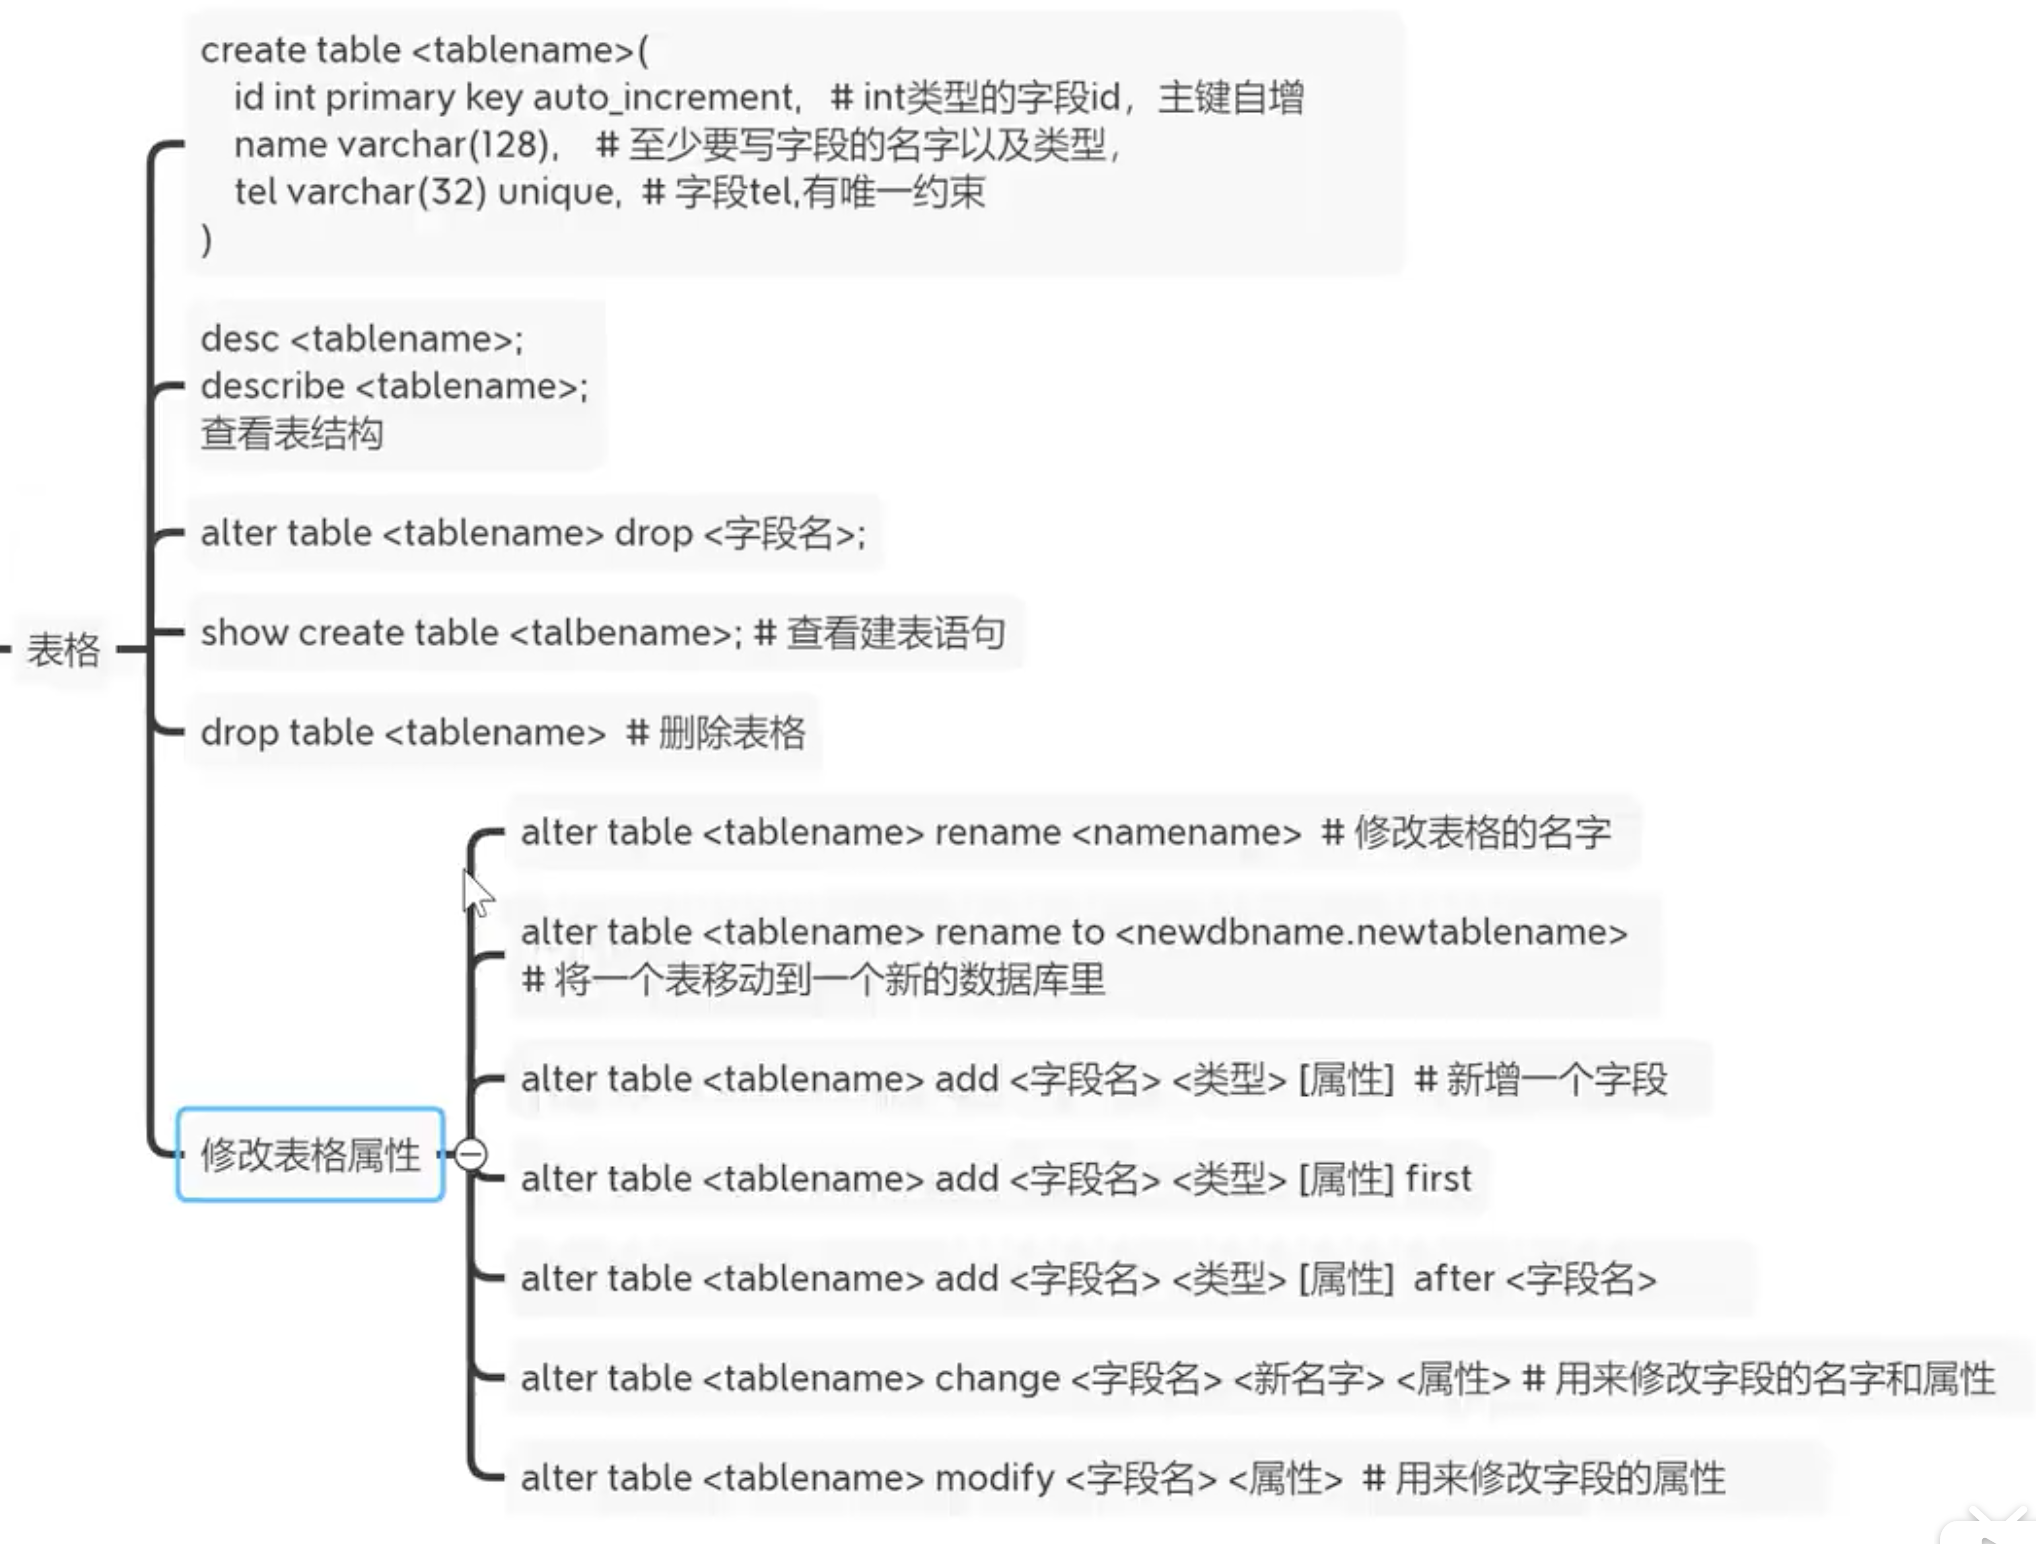 create table <tablename>(
id int primary key auto_increment,   # int类型的字段id，主键自增
name varchar(128),   # 至少要写字段的名字以及类型，
tel varchar(32) unique,  # 字段tel,有唯一约束
)
desc <tablename>;
describe <tablename>;
查看表结构
alter table <tablename> drop <字段名>;
show create table <talbename>; # 查看建表语句
表格
drop table <tablename>  # 删除表格
alter table <tablename> rename <namename>  # 修改表格的名字
alter table <tablename> rename to <newdbname.newtablename>
# 将一个表移动到一个新的数据库里
alter table <tablename> add <字段名> <类型> [属性]  # 新增一个字段
修改表格属性
alter table <tablename> add <字段名> <类型> [属性] first
alter table <tablename> add <字段名> <类型> [属性]  after <字段名>
alter table <tablename> change <字段名> <新名字> <属性> # 用来修改字段的名字和属性
alter table <tablename> modify <字段名> <属性>  # 用来修改字段的属性